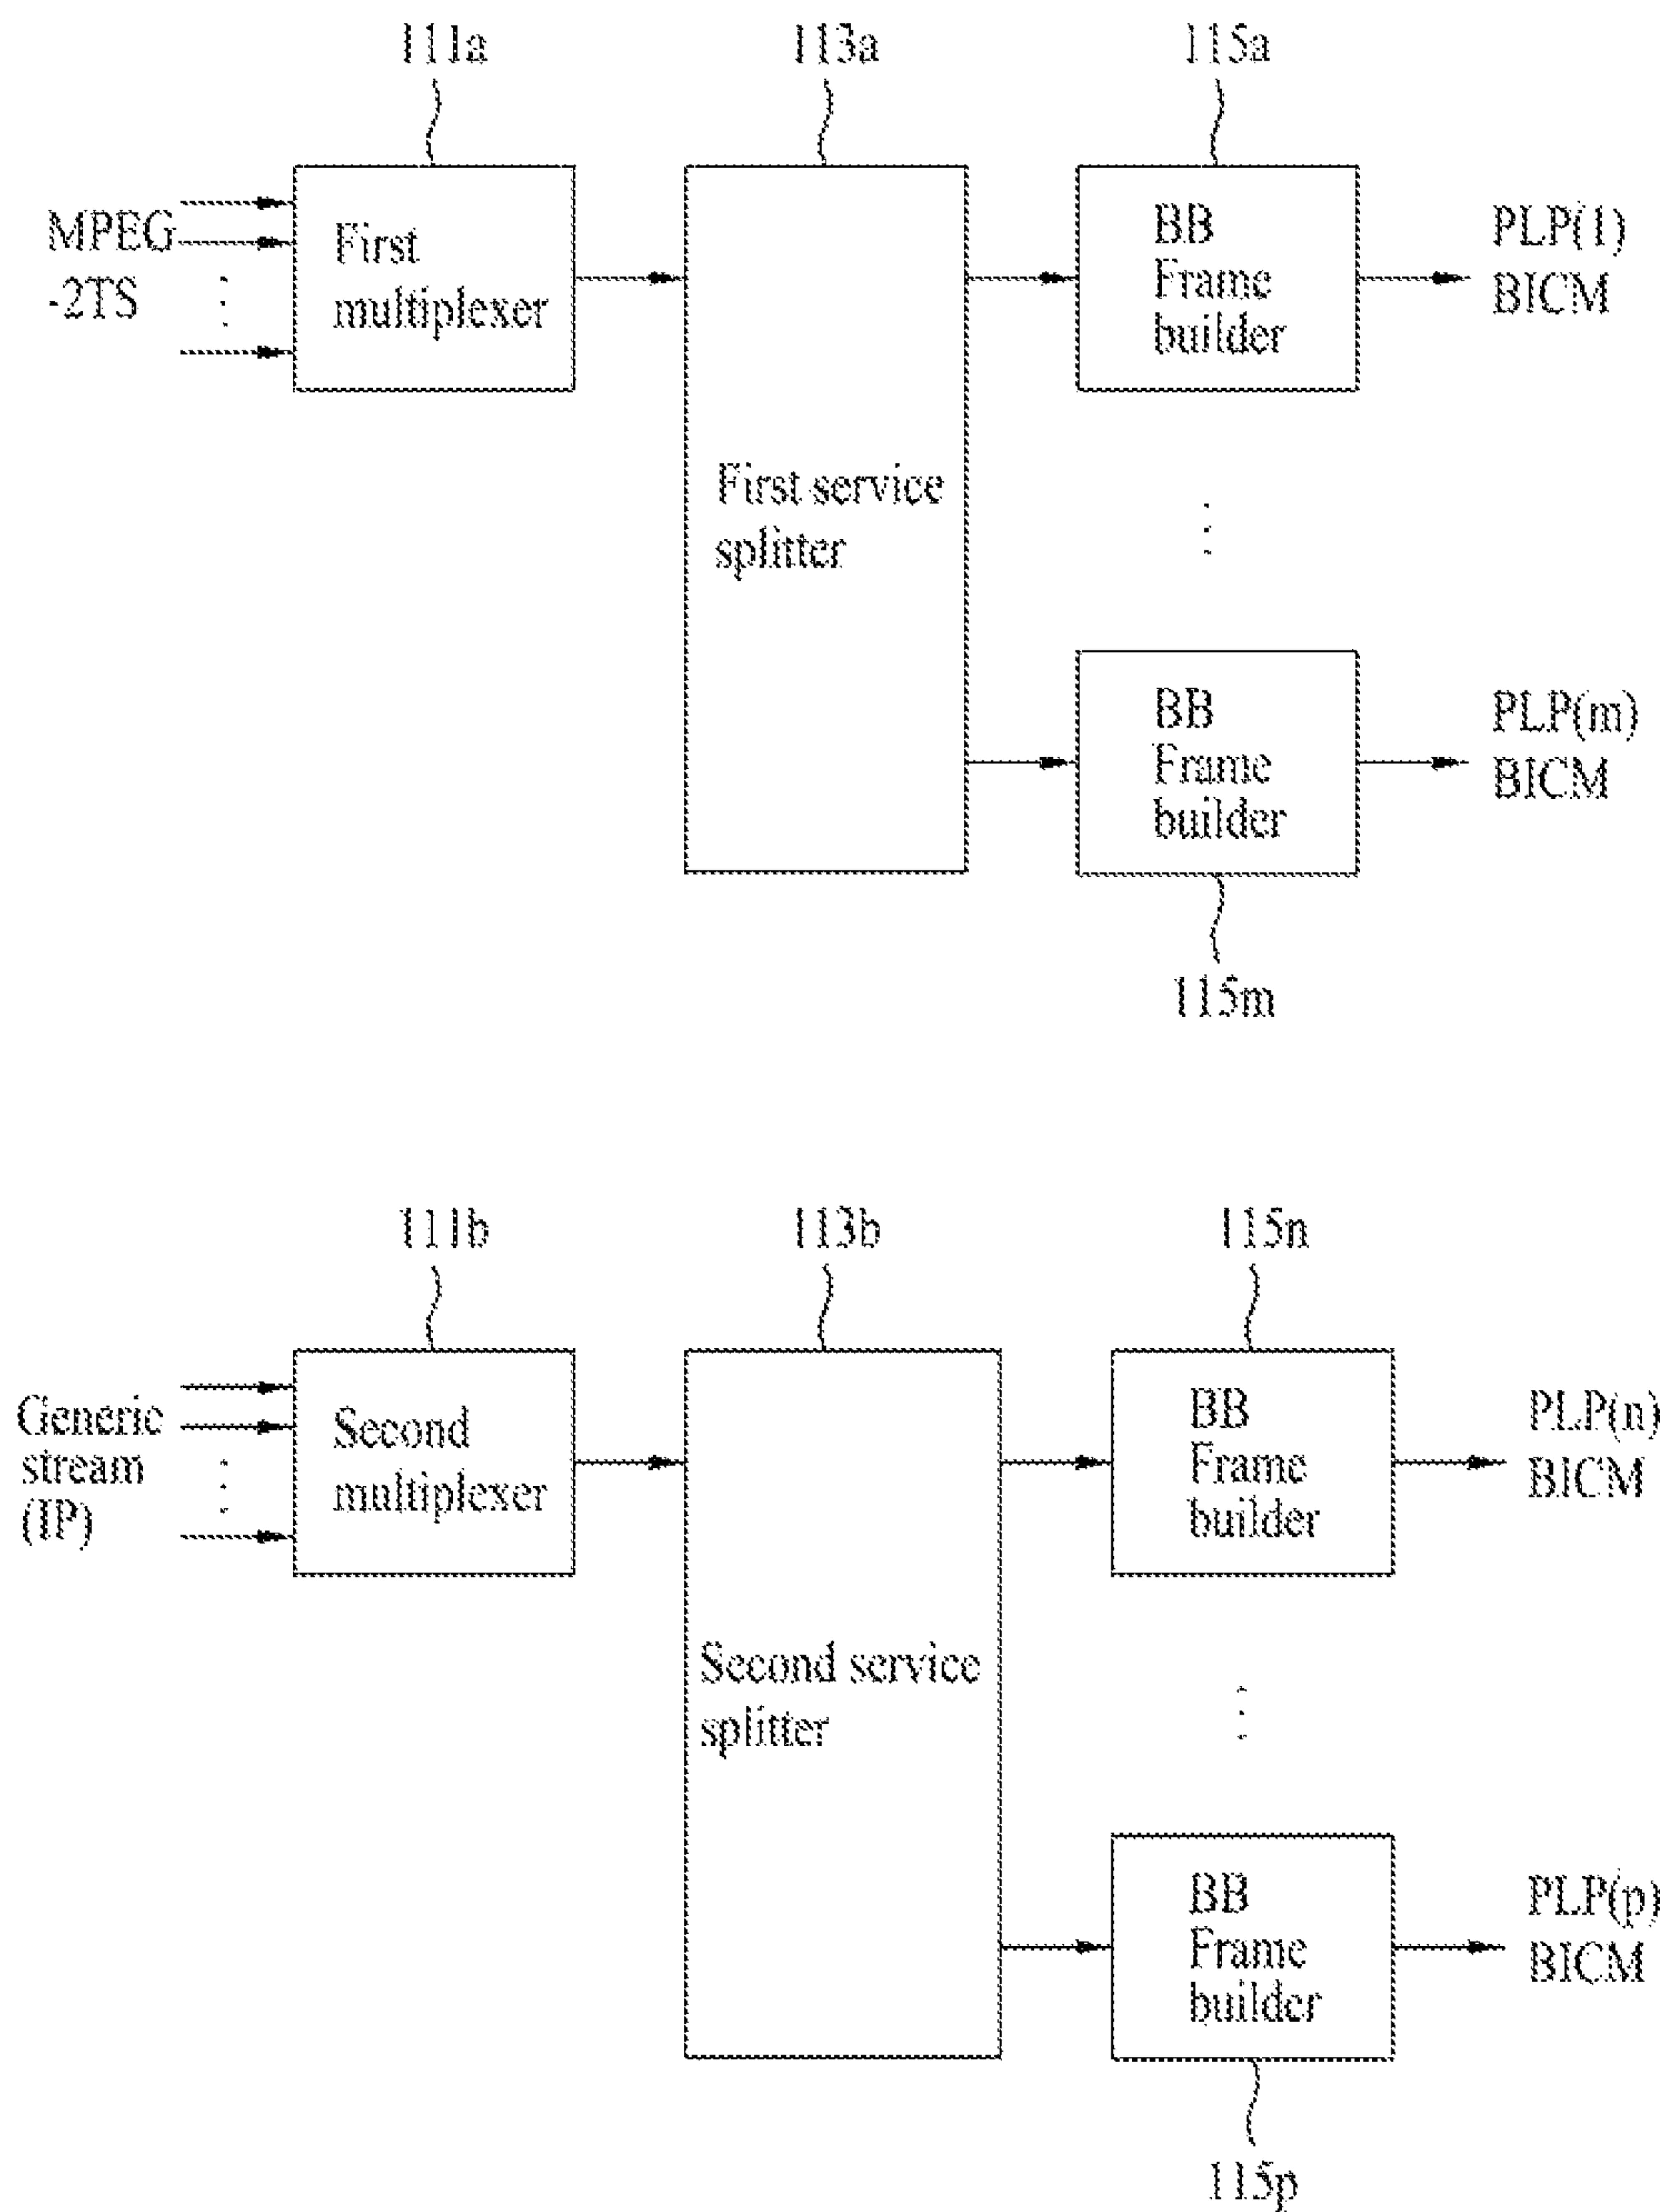 111a
113a
115a
MPEG
-2TS
First
multiplexer
First service
splitter
BB
Frame
builder
PLP(1)
BICM
BB
Frame
builder
PLP(m)
BICM
115m
111b
113b
115n
Generic
stream
(IP)
Second
multiplexer
Second service
splitter
BB
Frame
builder
PLP(n)
BICM
BB
Frame
builder
PLP(p)
BICM
115p